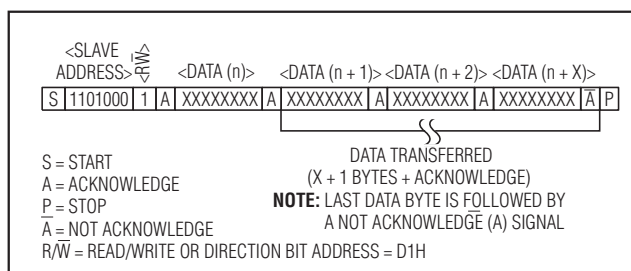 <SLAVE
ADDRESS> <RW̅> <DATA (n)> <DATA (n + 1)> <DATA (n + 2)> <DATA (n + X)>
S 1101000 1 A XXXXXXXX A XXXXXXXX A XXXXXXXX A XXXXXXXX A̅ P
S = START
A = ACKNOWLEDGE
P = STOP
A̅ = NOT ACKNOWLEDGE
R/W̅ = READ/WRITE OR DIRECTION BIT ADDRESS = D1H
DATA TRANSFERRED
(X + 1 BYTES + ACKNOWLEDGE)
NOTE: LAST DATA BYTE IS FOLLOWED BY
A NOT ACKNOWLEDGE (A̅) SIGNAL